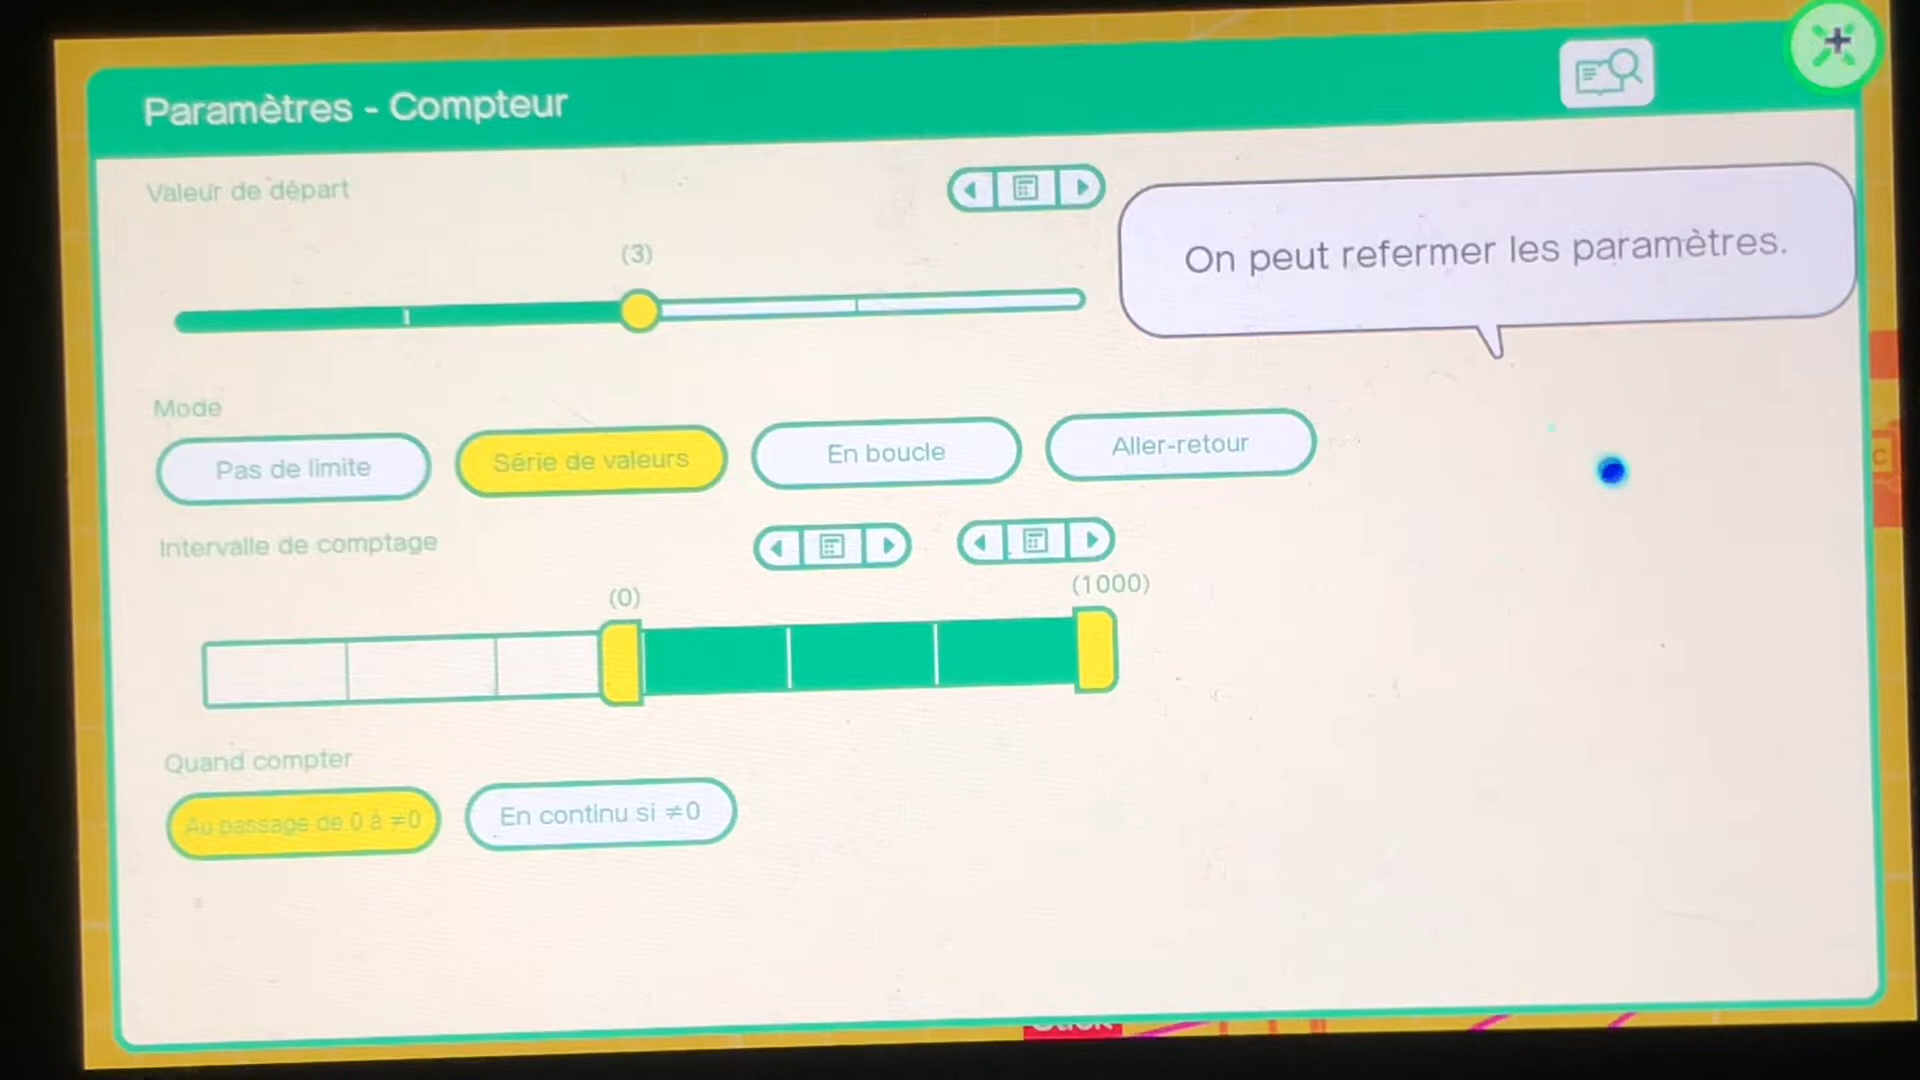 Paramètres - Compteur
Valeur de départ
(3)
On peut refermer les paramètres.
Mode
Pas de limite
Série de valeurs
En boucle
Aller-retour
Intervalle de comptage
(0)
(1000)
Quand compter
Au passage de 0 à ≠0
En continu si ≠0
C